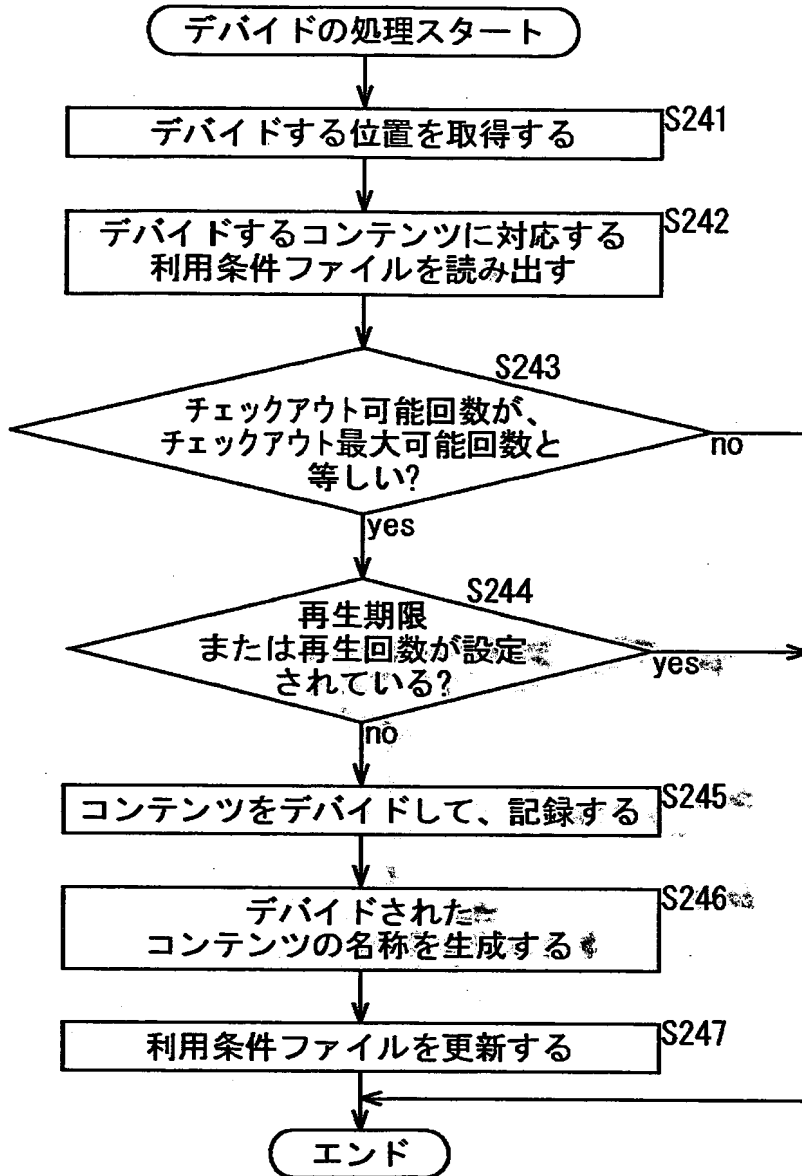 デバイドの処理スタート
デバイドする位置を取得する
S241
デバイドするコンテンツに対応する
利用条件ファイルを読み出す
S242
S243
チェックアウト可能回数が、
チェックアウト最大可能回数と
等しい?
no
yes
S244
再生期限
または再生回数が設定
されている?
yes
no
コンテンツをデバイドして、記録する
S245
デバイドされた
コンテンツの名称を生成する
S246
利用条件ファイルを更新する
S247
エンド